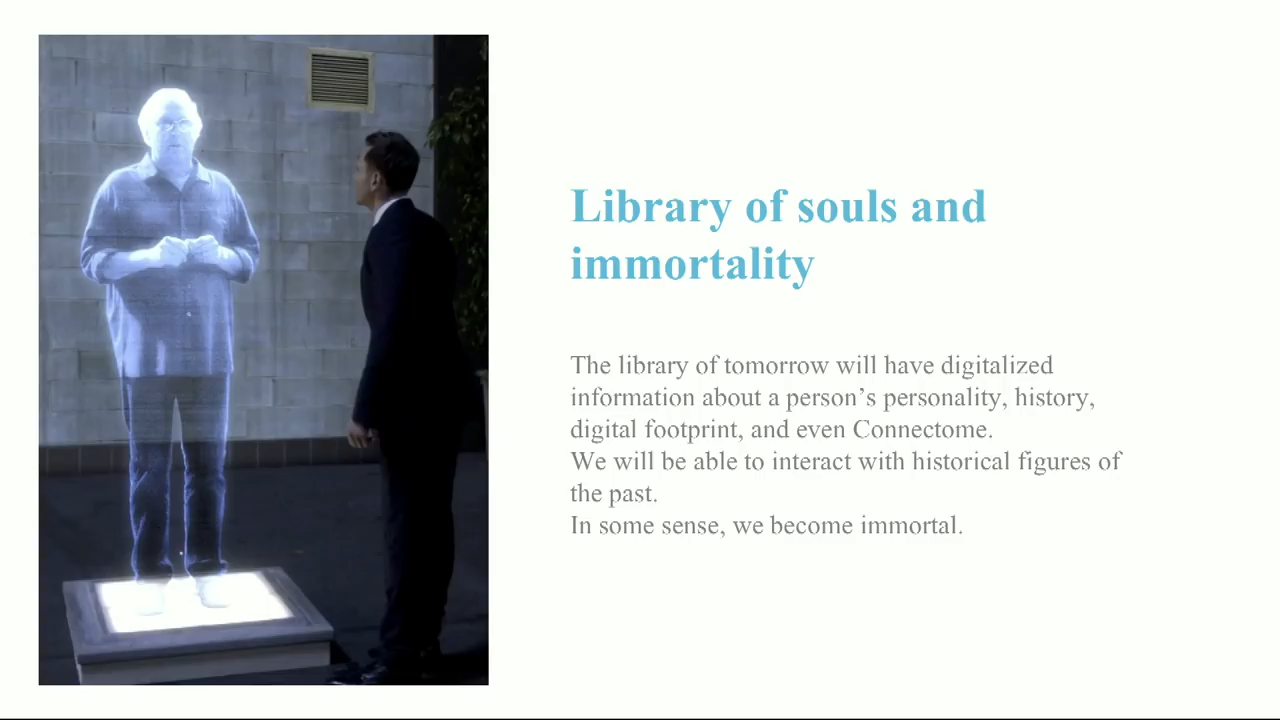 Library of souls and
immortality
The library of tomorrow will have digitalized
information about a person’s personality, history,
digital footprint, and even Connectome.
We will be able to interact with historical figures of
the past.
In some sense, we become immortal.